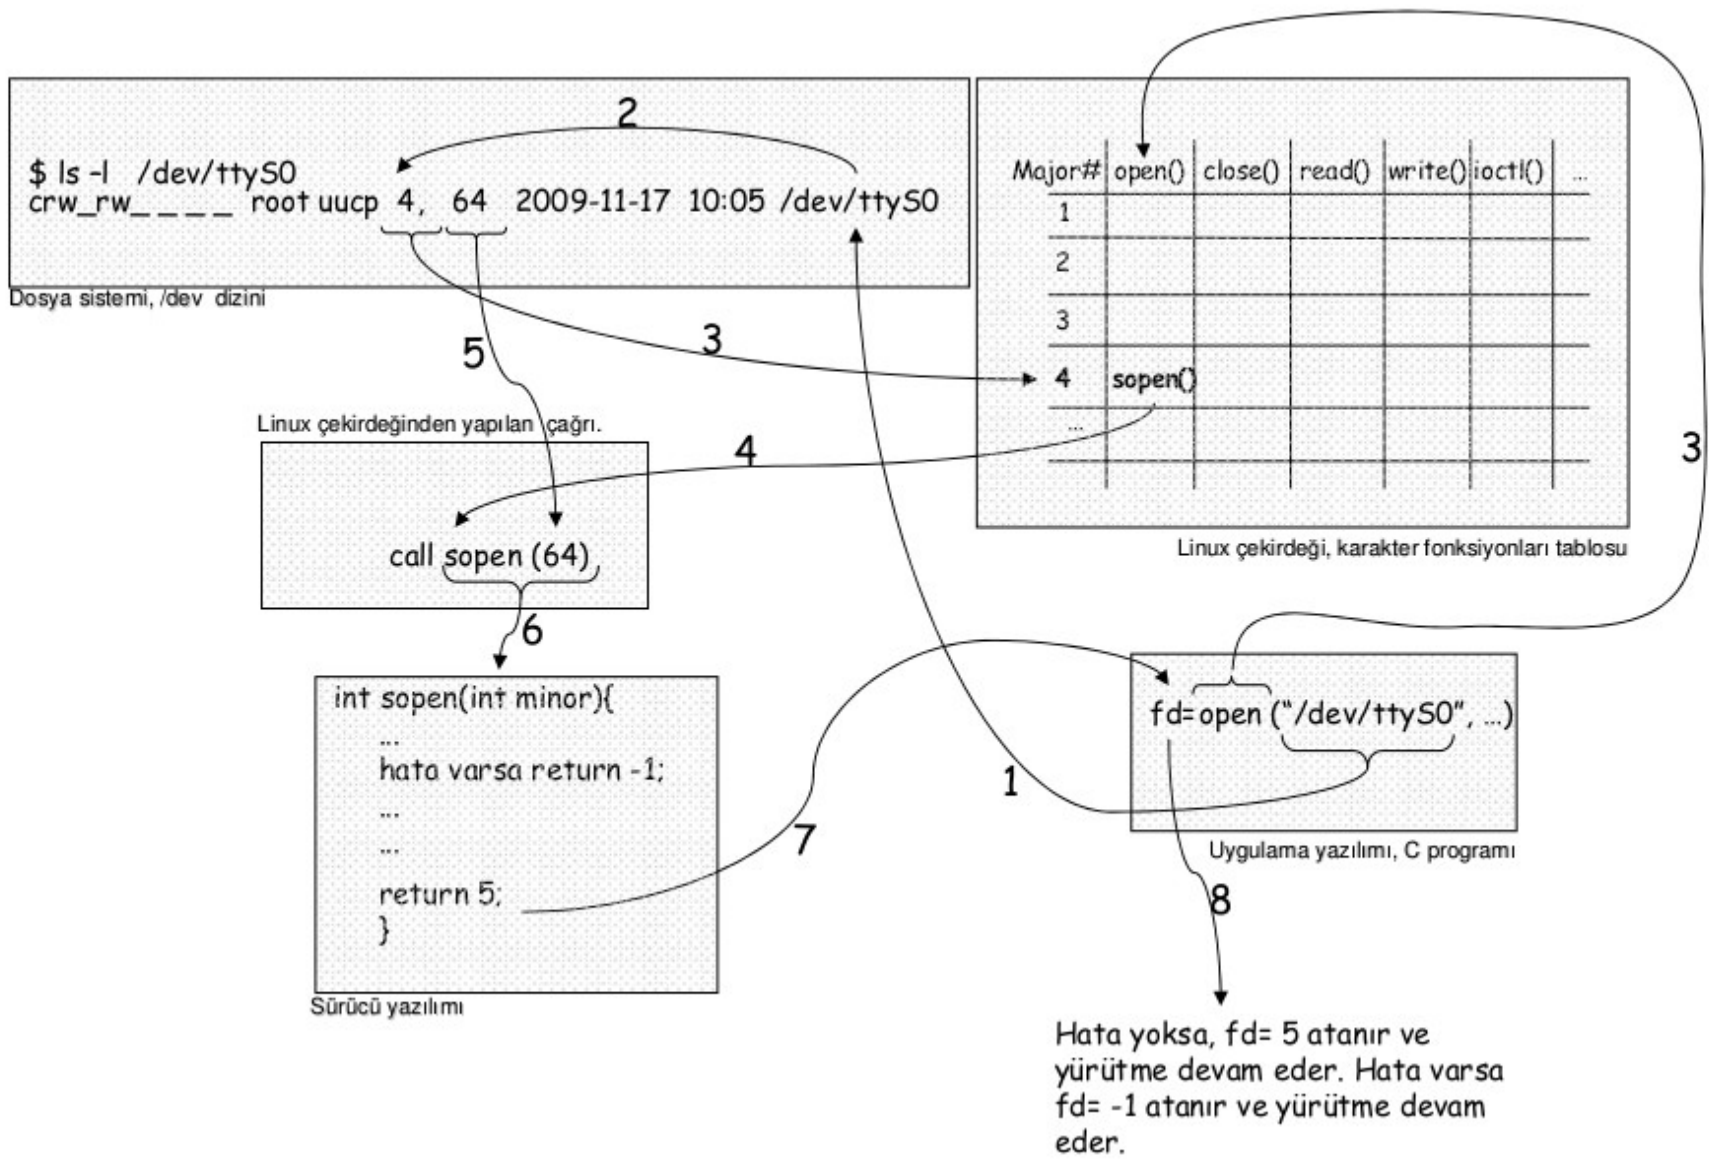 2
$ ls -l /dev/ttyS0
crw_rw_ _ _ _ root uucp 4, 64 2009-11-17 10:05 /dev/ttyS0
Dosya sistemi, /dev dizini
Major# open() close() read() write() ioctl() ...
1
2
3
4 sopen()
...
Linux çekirdeği, karakter fonksiyonları tablosu
3
5
3
4
Linux çekirdeğinden yapılan çağrı.
call sopen (64)
6
int sopen(int minor){
...
hata varsa return -1;
...
...
return 5;
}
Sürücü yazılımı
7
1
fd=open ("/dev/ttyS0", ...)
Uygulama yazılımı, C programı
8
Hata yoksa, fd= 5 atanır ve
yürütme devam eder. Hata varsa
fd= -1 atanır ve yürütme devam
eder.